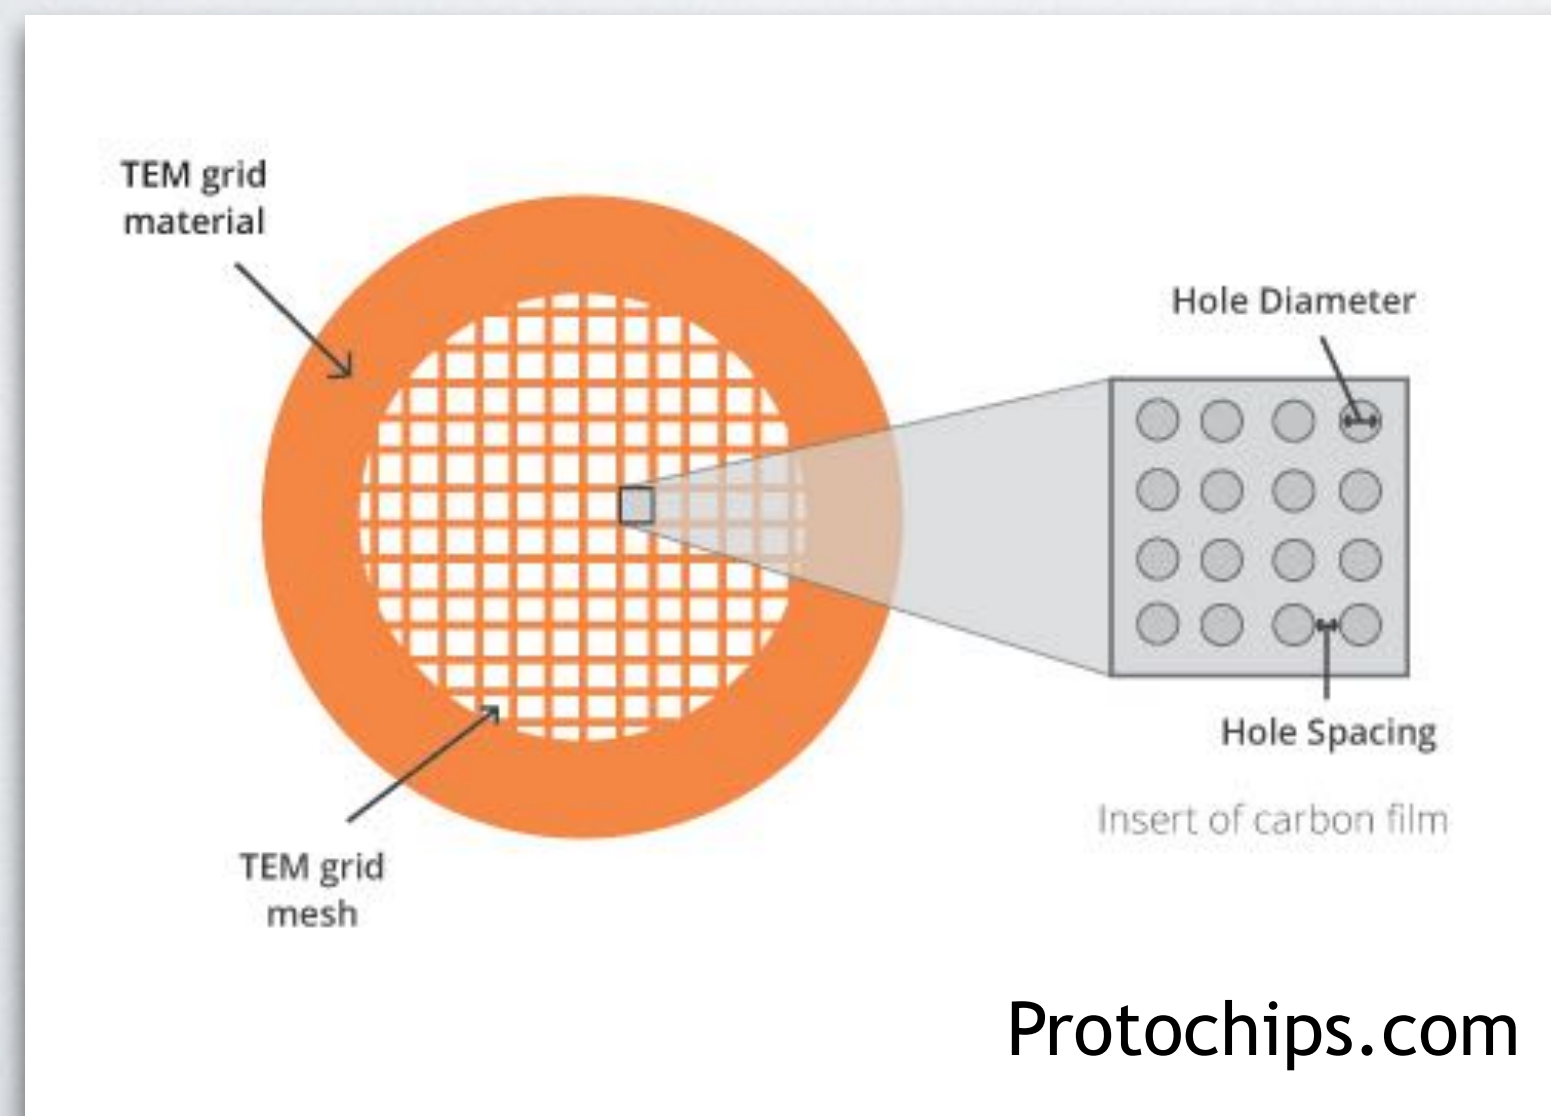 TEM grid
material
Hole Diameter
Hole Spacing
Insert of carbon film
TEM grid
mesh
Protochips.com